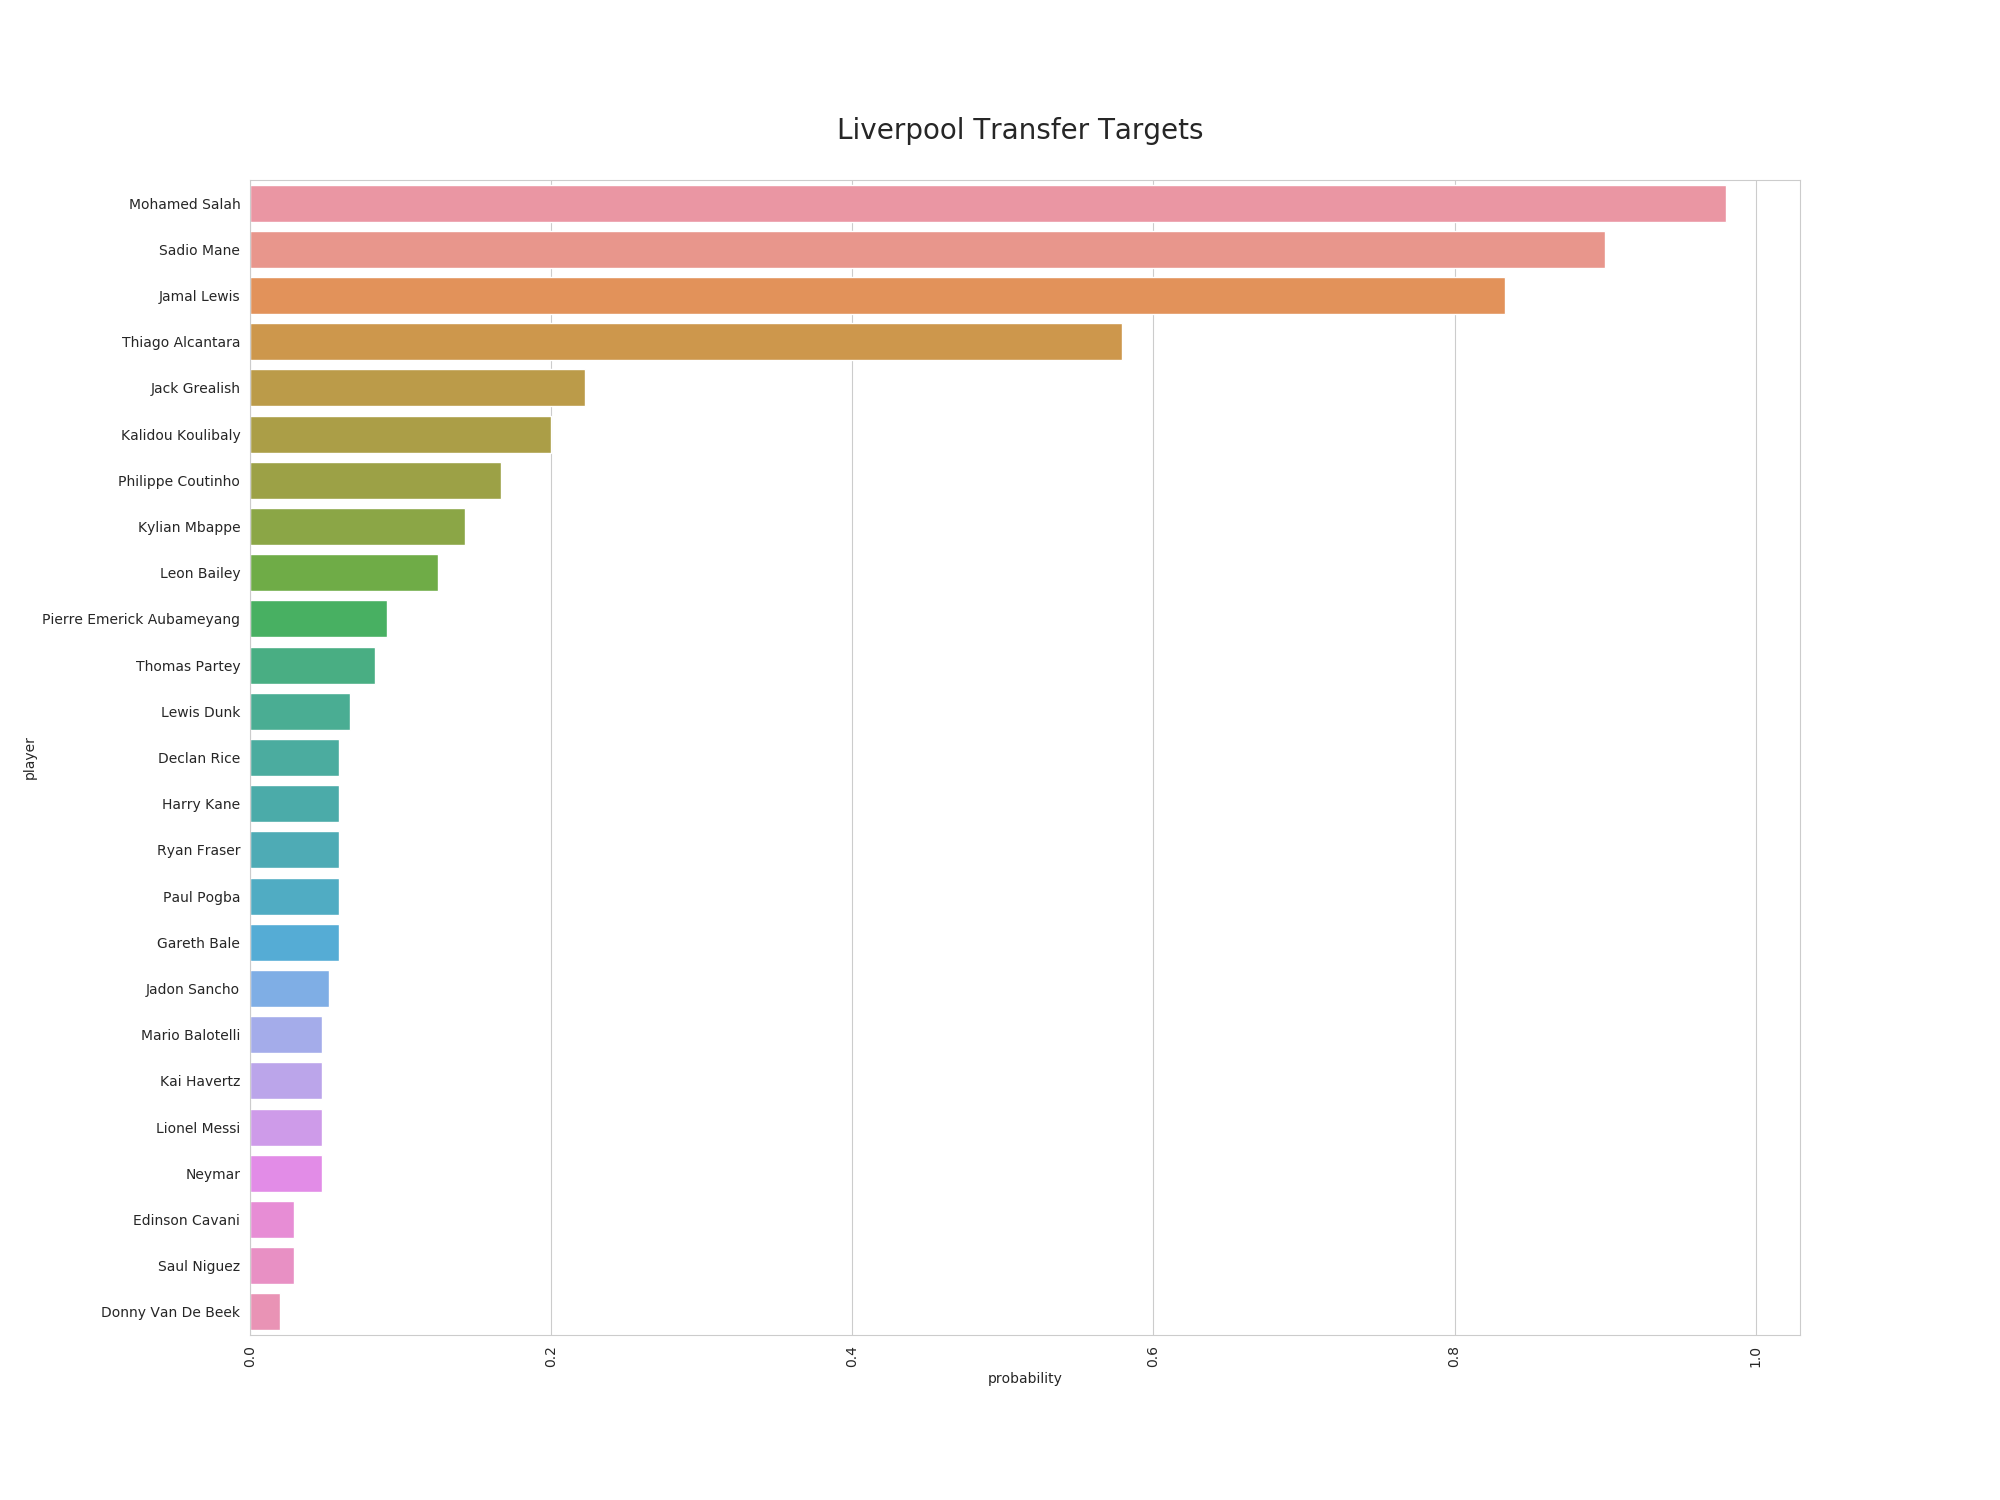 Liverpool Transfer Targets
Mohamed Salah
Sadio Mane
Jamal Lewis
Thiago Alcantara
Jack Grealish
Kalidou Koulibaly
Philippe Coutinho
Kylian Mbappe
Leon Bailey
Pierre Emerick Aubameyang
Thomas Partey
Lewis Dunk
Declan Rice
Harry Kane
Ryan Fraser
Paul Pogba
Gareth Bale
Jadon Sancho
Mario Balotelli
Kai Havertz
Lionel Messi
Neymar
Edinson Cavani
Saul Niguez
Donny Van De Beek
player
0.0 0.2 0.4 0.6 0.8 1.0
probability